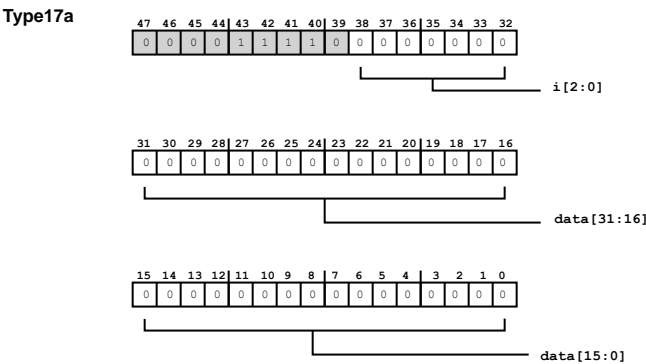 Type17a
47 46 45 44 43 42 41 40 39 38 37 36 35 34 33 32
0 0 0 0 1 1 1 1 0 0 0 0 0 0 0 0
i[2:0]
31 30 29 28 27 26 25 24 23 22 21 20 19 18 17 16
0 0 0 0 0 0 0 0 0 0 0 0 0 0 0 0
data[31:16]
15 14 13 12 11 10 9 8 7 6 5 4 3 2 1 0
0 0 0 0 0 0 0 0 0 0 0 0 0 0 0 0
data[15:0]